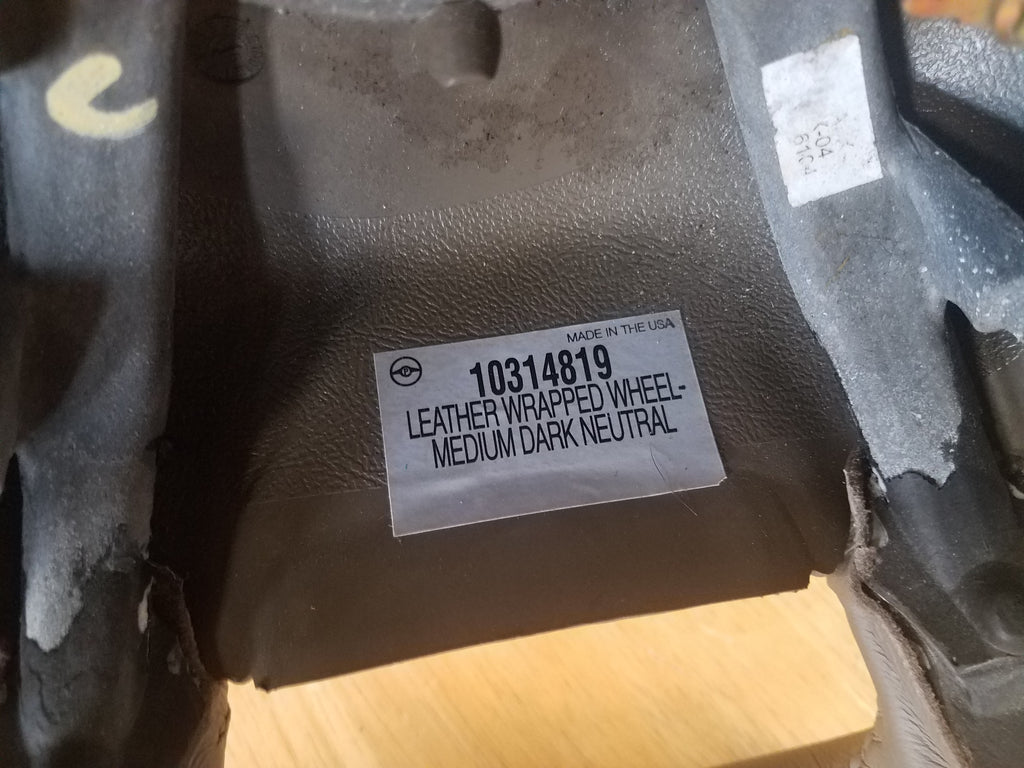 MADE IN THE USA
10314819
LEATHER WRAPPED WHEEL-
MEDIUM DARK NEUTRAL